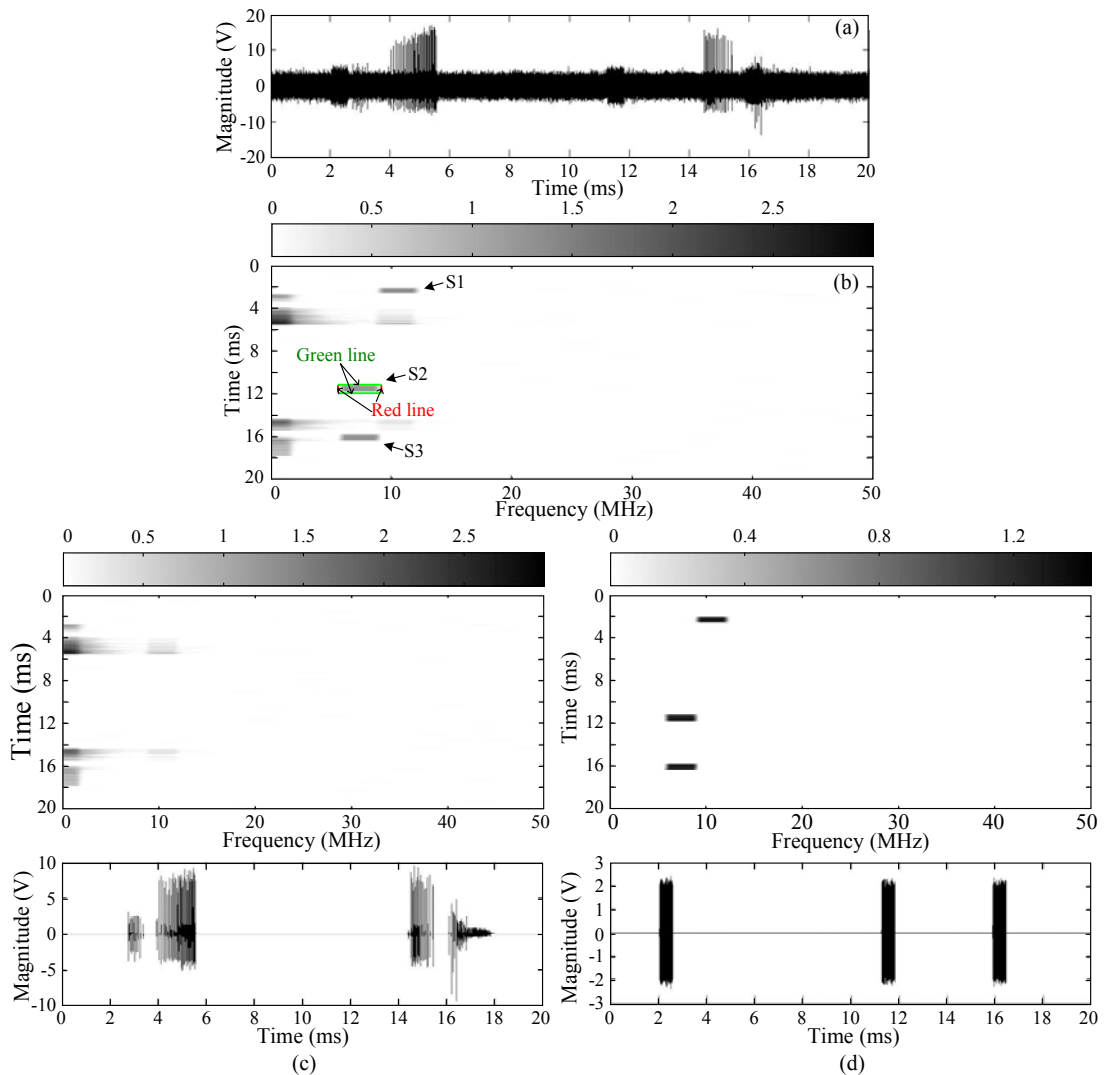 20
10
0
-10
-20
Magnitude (V)
(a)
0 2 4 6 8 10 12 14 16 18 20
Time (ms)
0 0.5 1 1.5 2 2.5
0
4
8
12
16
20
Time (ms)
(b)
S1
Green line
S2
Red line
S3
0 10 20 30 40 50
Frequency (MHz)
0 0.5 1 1.5 2 2.5
0
4
8
12
16
20
Time (ms)
0 10 20 30 40 50
Frequency (MHz)
0 0.4 0.8 1.2
0
4
8
12
16
20
Time (ms)
0 10 20 30 40 50
Frequency (MHz)
10
5
0
-5
-10
Magnitude (V)
0 2 4 6 8 10 12 14 16 18 20
Time (ms)
(c)
3
2
1
0
-1
-2
-3
Magnitude (V)
0 2 4 6 8 10 12 14 16 18 20
Time (ms)
(d)